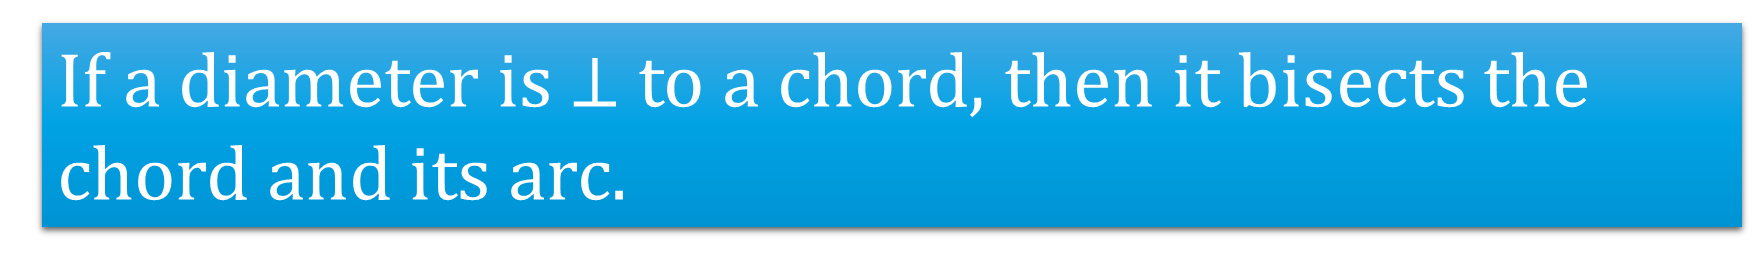 If a diameter is ⊥ to a chord, then it bisects the
chord and its arc.